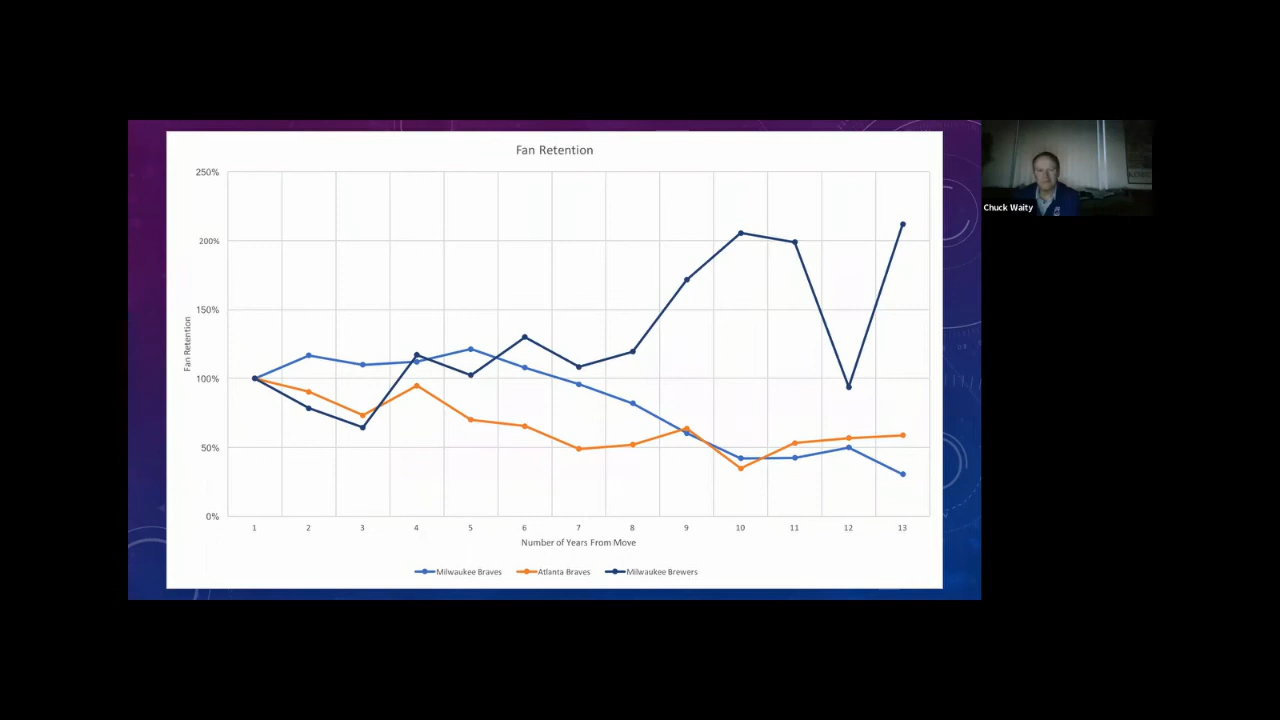 Fan Retention
250%
200%
150%
100%
50%
0%
Fan Retention
1 2 3 4 5 6 7 8 9 10 11 12 13
Number of Years From Move
Milwaukee Braves Atlanta Braves Milwaukee Brewers
Chuck Waity